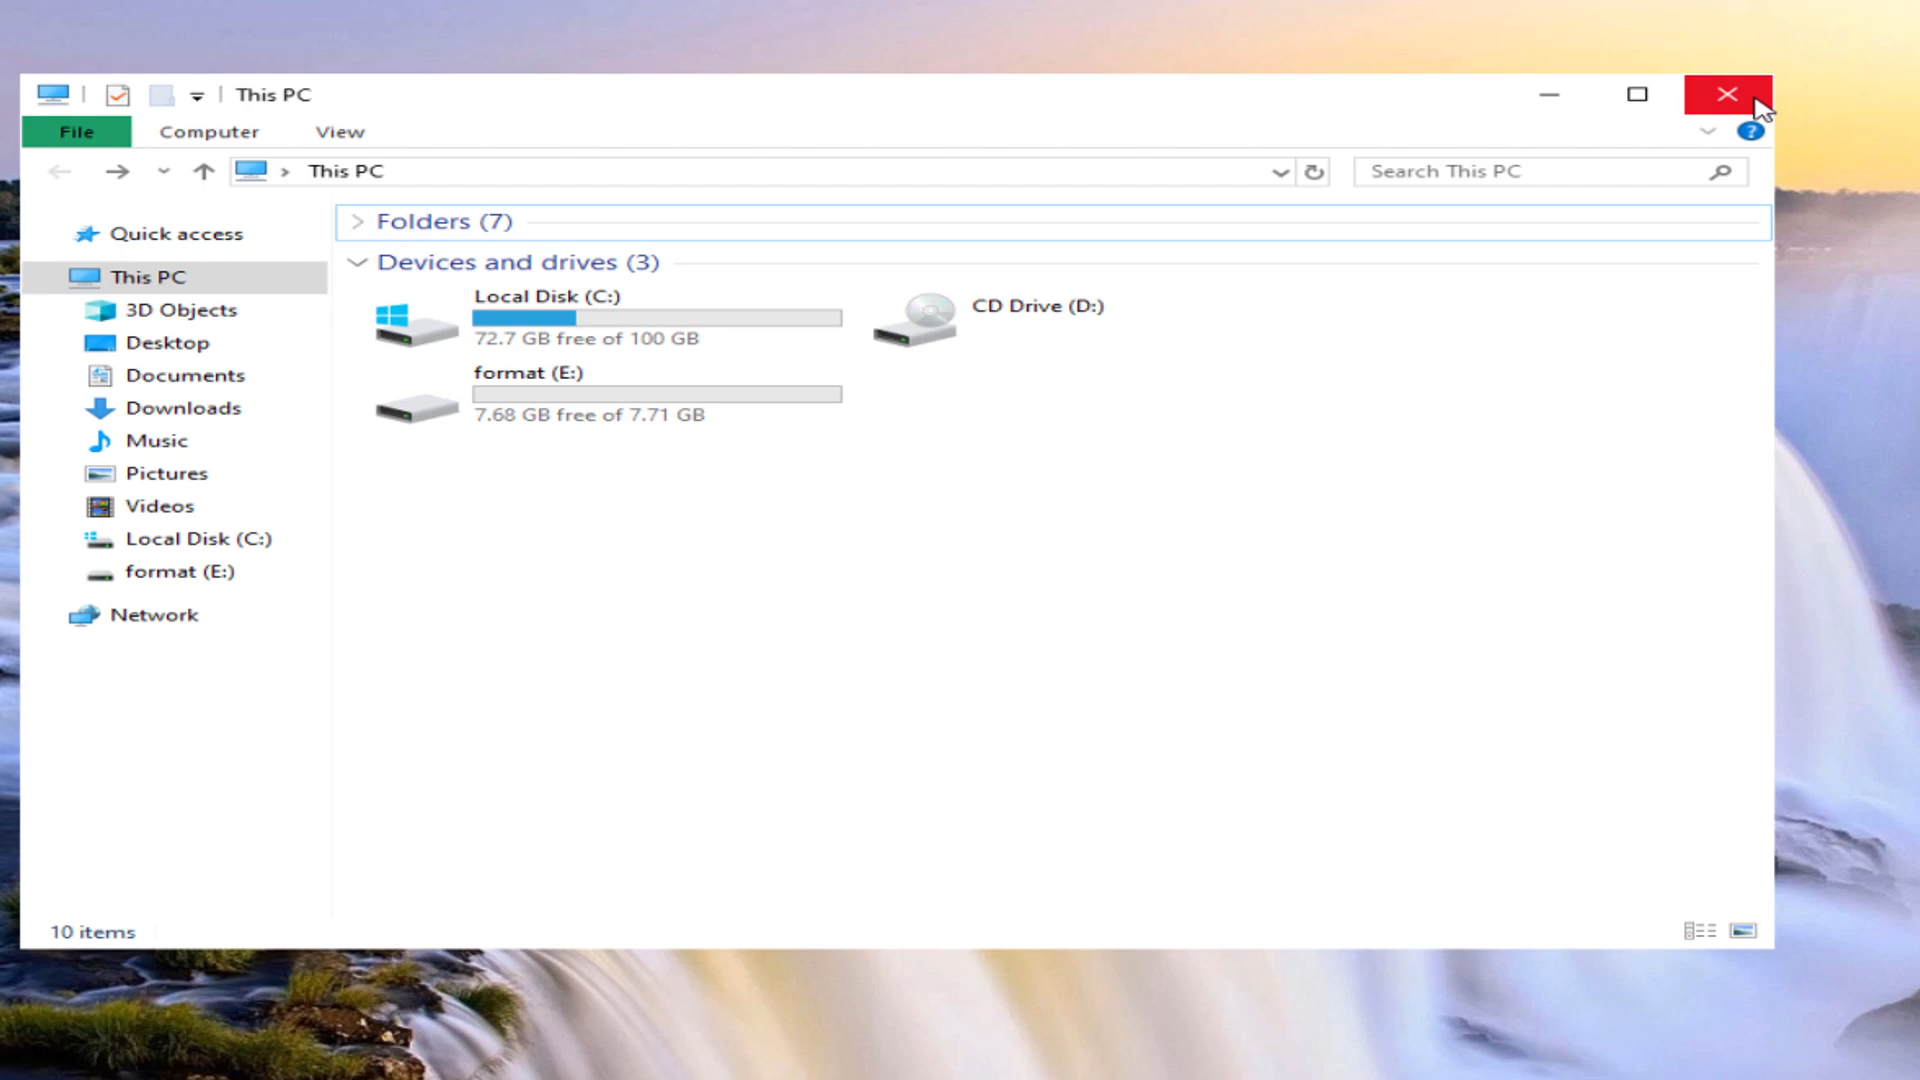 This PC
File Computer View
This PC
Search This PC
Quick access
This PC
3D Objects
Desktop
Documents
Downloads
Music
Pictures
Videos
Local Disk (C:)
format (E:)
Network
Folders (7)
Devices and drives (3)
Local Disk (C:)
72.7 GB free of 100 GB
CD Drive (D:)
format (E:)
7.68 GB free of 7.71 GB
10 items